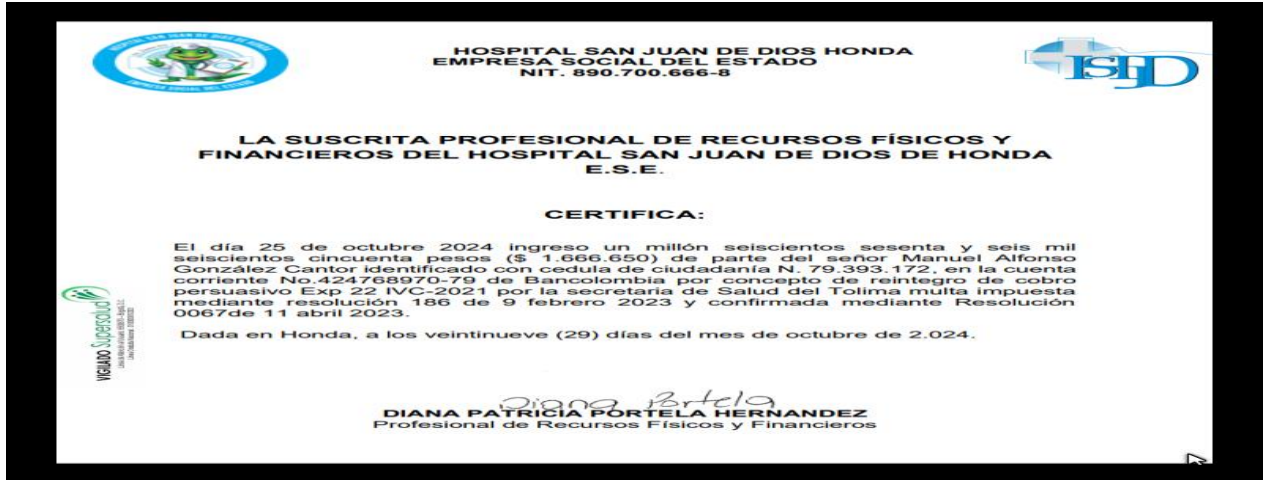 HOSPITAL SAN JUAN DE DIOS HONDA
EMPRESA SOCIAL DEL ESTADO
NIT. 890.700.666-8
HSJD
LA SUSCRITA PROFESIONAL DE RECURSOS FÍSICOS Y
FINANCIEROS DEL HOSPITAL SAN JUAN DE DIOS DE HONDA
E.S.E.
CERTIFICA:
El día 25 de octubre 2024 ingreso un millón seiscientos sesenta y seis mil
seiscientos cincuenta pesos ($ 1.666.650) de parte del señor Manuel Alfonso
González Cantor identificado con cedula de ciudadanía N. 79.393.172, en la cuenta
corriente No.424768970-79 de Bancolombia por concepto de reintegro de cobro
persuasivo Exp 22 IVC-2021 por la secretaria de Salud del Tolima impuesta
mediante resolución 186 de 9 febrero 2023 y confirmada mediante Resolución
0067de 11 abril 2023.
Dada en Honda, a los veintinueve (29) días del mes de octubre de 2.024.
VIGILADO Supersalud
Diana Portela
DIANA PATRICIA PORTELA HERNANDEZ
Profesional de Recursos Físicos y Financieros